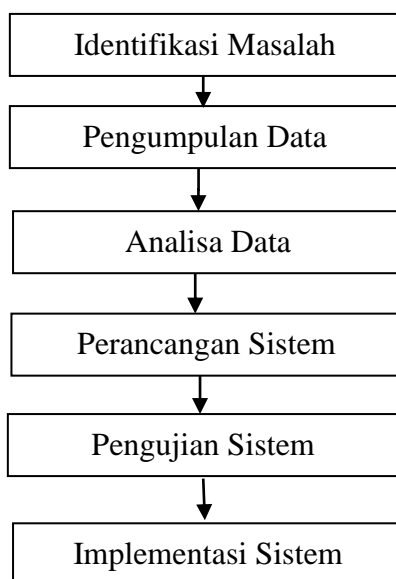 Identifikasi Masalah
Pengumpulan Data
Analisa Data
Perancangan Sistem
Pengujian Sistem
Implementasi Sistem